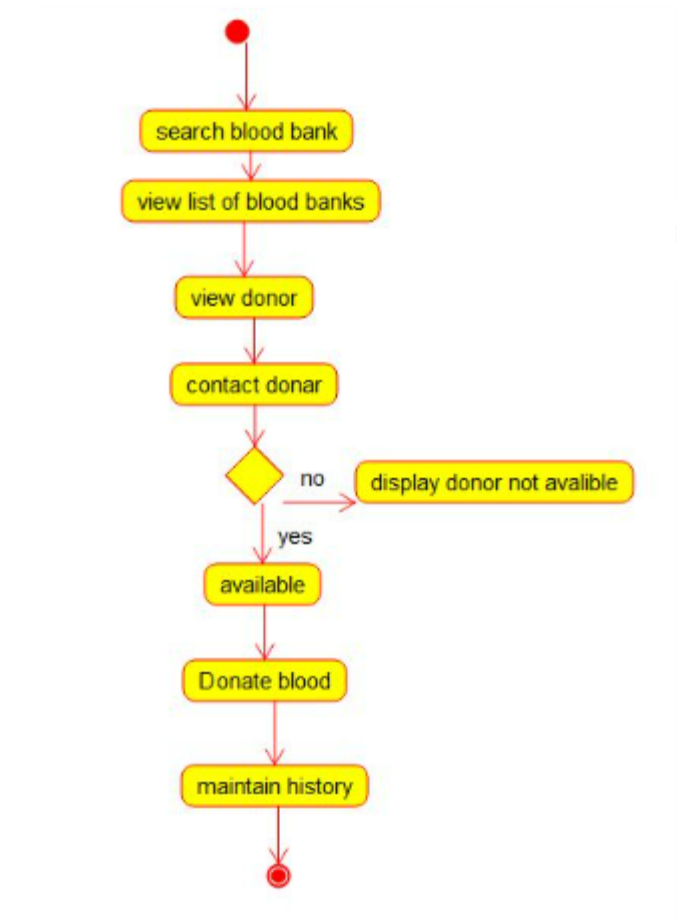 search blood bank
view list of blood banks
view donor
contact donar
no
display donor not avalible
yes
available
Donate blood
maintain history